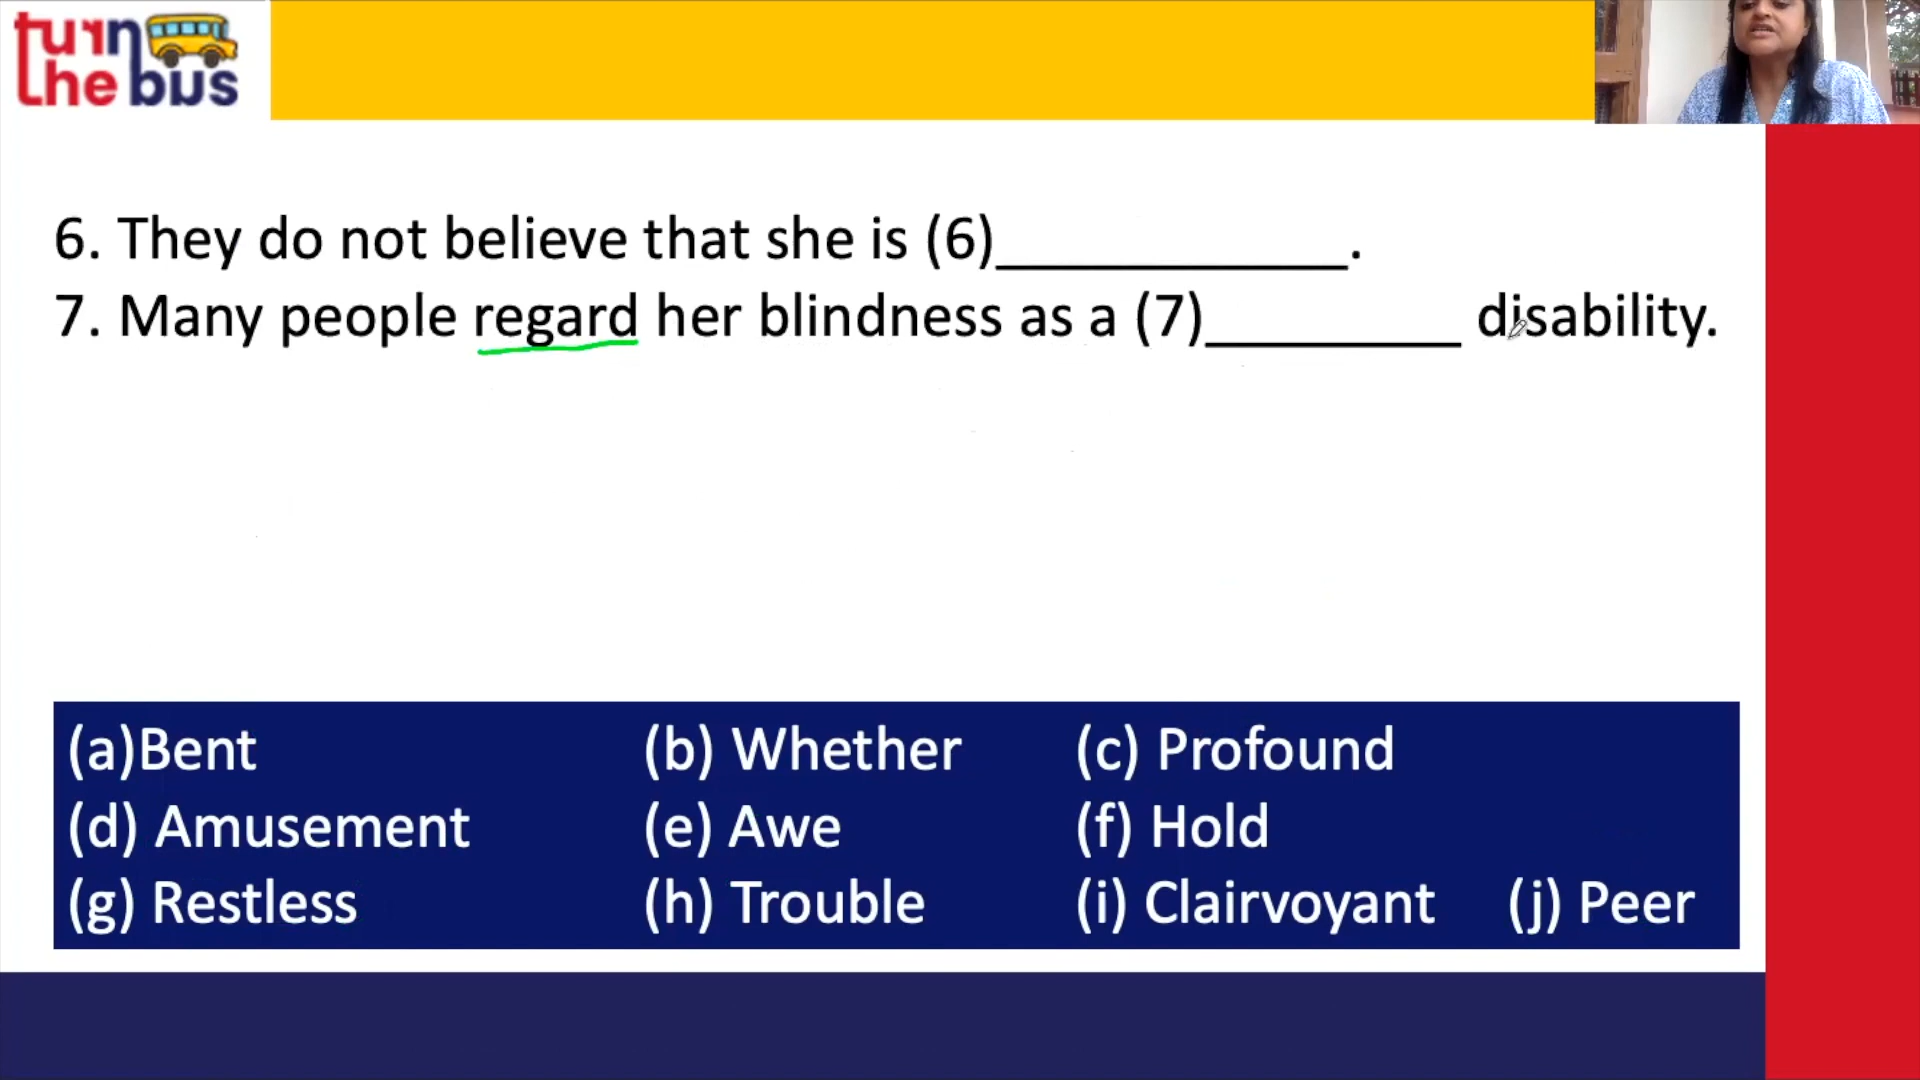 turn
the bus
6. They do not believe that she is (6)____________.
7. Many people regard her blindness as a (7)_________ disability.
(a)Bent (b) Whether (c) Profound
(d) Amusement (e) Awe (f) Hold
(g) Restless (h) Trouble (i) Clairvoyant (j) Peer